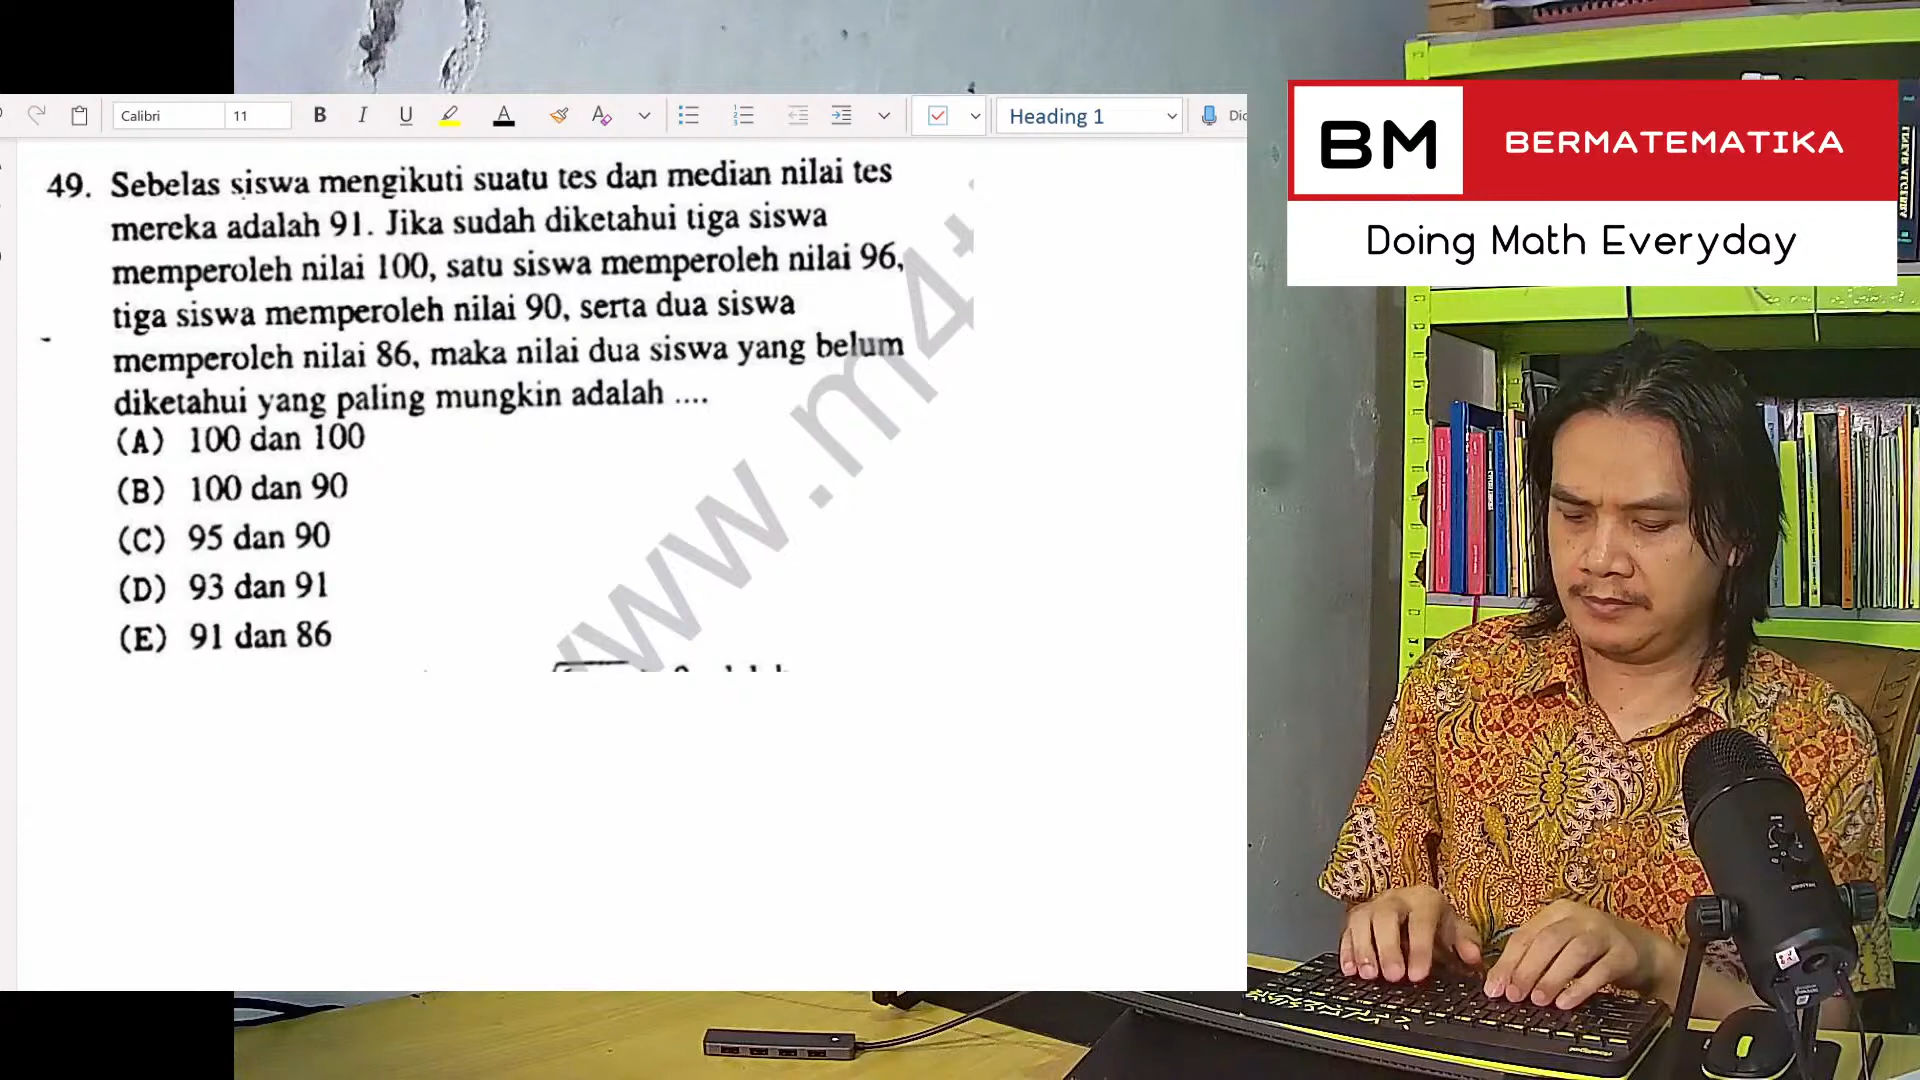 Calibri
11
B I U A A
Heading 1
49. Sebelas siswa mengikuti suatu tes dan median nilai tes
mereka adalah 91. Jika sudah diketahui tiga siswa
memperoleh nilai 100, satu siswa memperoleh nilai 96,
tiga siswa memperoleh nilai 90, serta dua siswa
memperoleh nilai 86, maka nilai dua siswa yang belum
diketahui yang paling mungkin adalah ....
(A) 100 dan 100
(B) 100 dan 90
(C) 95 dan 90
(D) 93 dan 91
(E) 91 dan 86
www.m4t
BM
BERMATEMATIKA
Doing Math Everyday